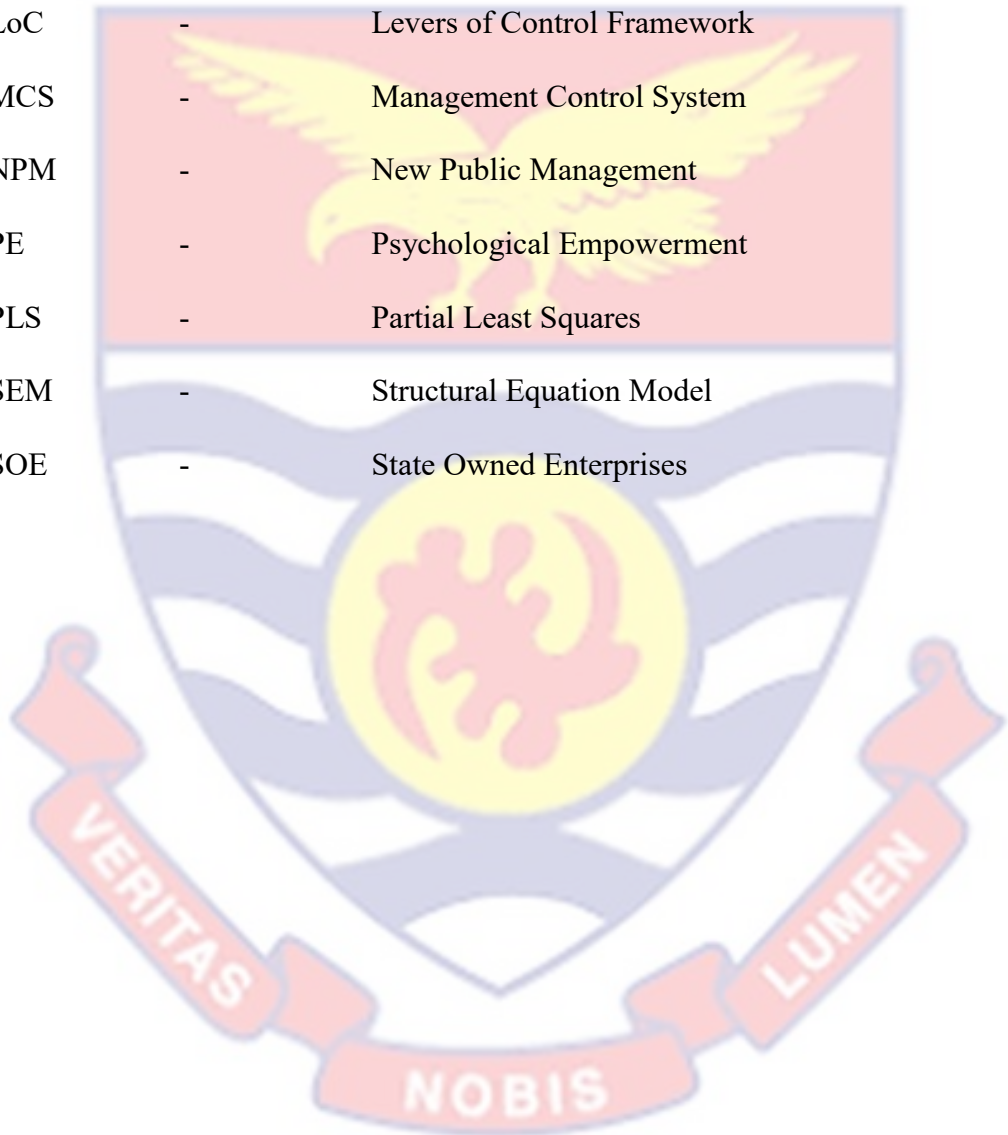 LoC - Levers of Control Framework
MCS - Management Control System
NPM - New Public Management
PE - Psychological Empowerment
PLS - Partial Least Squares
SEM - Structural Equation Model
SOE - State Owned Enterprises
VERITAS
NOBIS
LUMEN